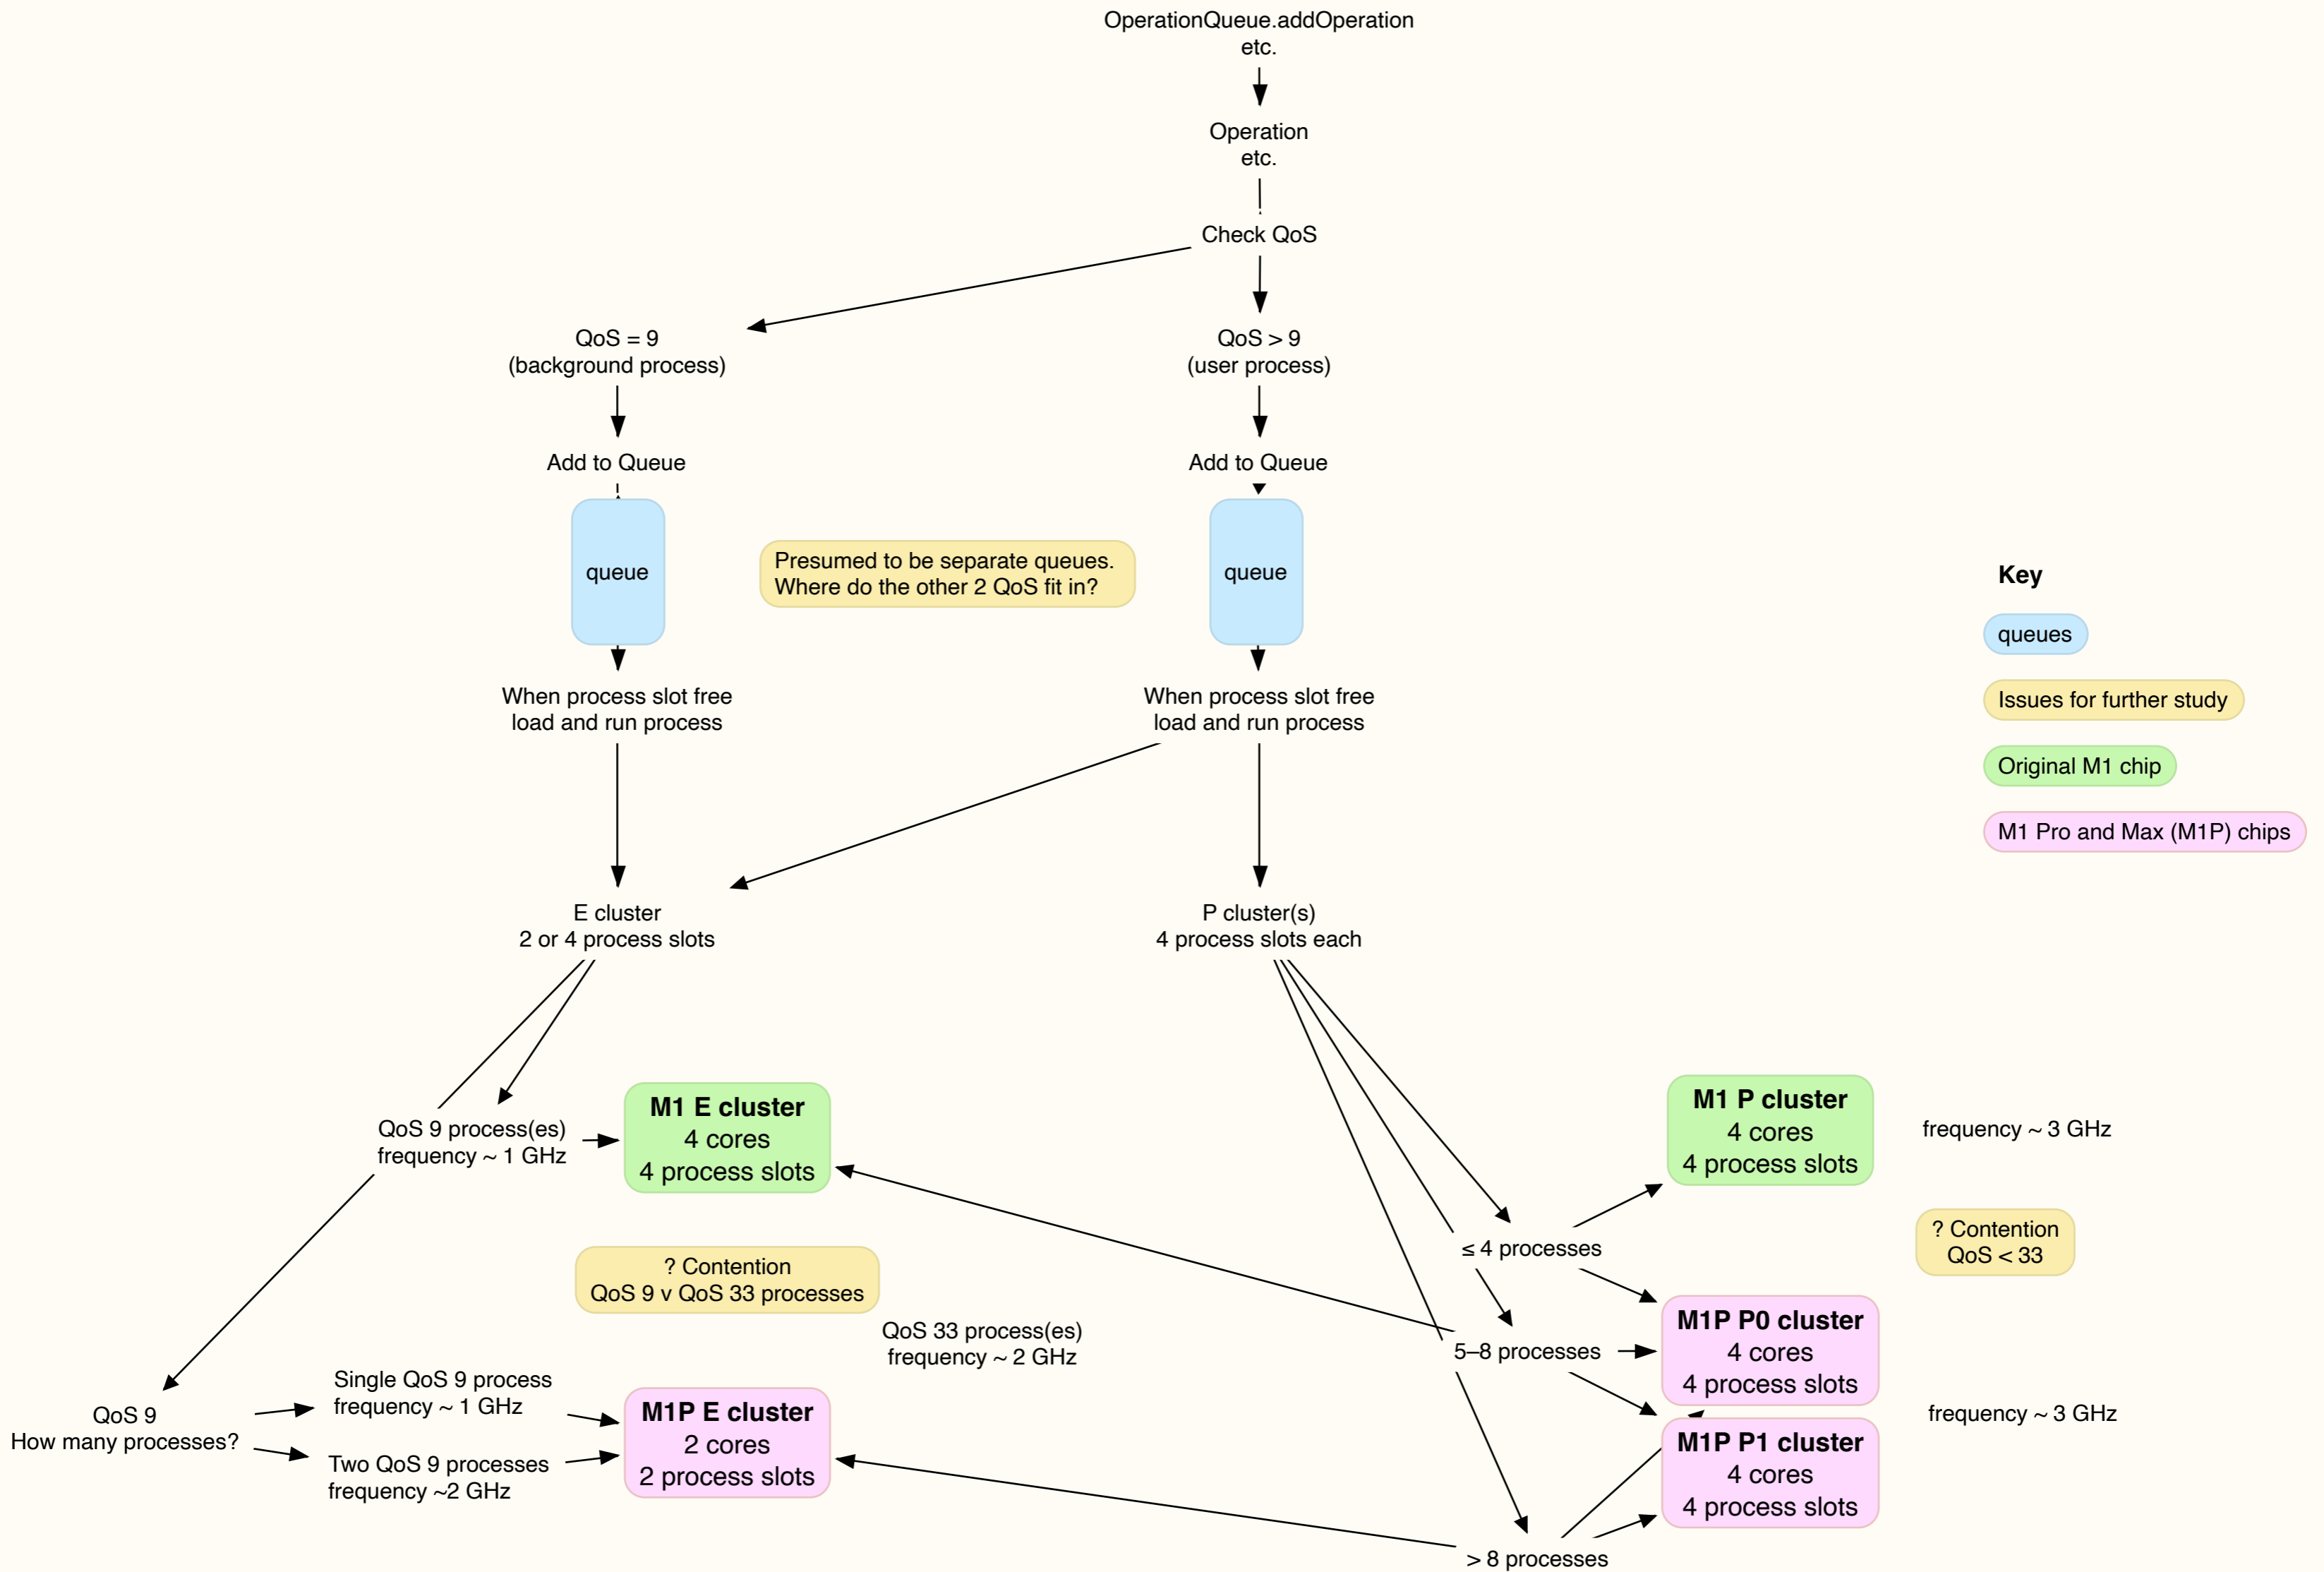 OperationQueue.addOperation
etc.
Operation
etc.
Check QoS
QoS = 9
(background process)
QoS > 9
(user process)
Add to Queue
Add to Queue
queue
Presumed to be separate queues.
Where do the other 2 QoS fit in?
queue
Key
queues
Issues for further study
Original M1 chip
M1 Pro and Max (M1P) chips
When process slot free
load and run process
When process slot free
load and run process
E cluster
2 or 4 process slots
P cluster(s)
4 process slots each
QoS 9 process(es)
frequency ~ 1 GHz
M1 E cluster
4 cores
4 process slots
M1 P cluster
4 cores
4 process slots
frequency ~ 3 GHz
? Contention
QoS < 33
≤ 4 processes
? Contention
QoS 9 v QoS 33 processes
QoS 33 process(es)
frequency ~ 2 GHz
5–8 processes
M1P P0 cluster
4 cores
4 process slots
Single QoS 9 process
frequency ~ 1 GHz
QoS 9
How many processes?
Two QoS 9 processes
frequency ~2 GHz
M1P E cluster
2 cores
2 process slots
frequency ~ 3 GHz
M1P P1 cluster
4 cores
4 process slots
> 8 processes